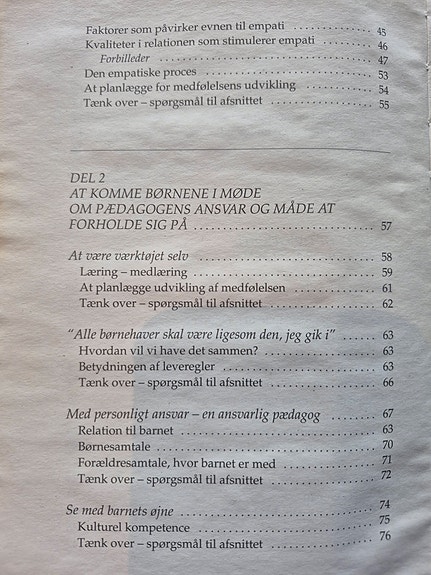 Faktorer som påvirker evnen til empati ................ 45
Kvaliteter i relationen som stimulerer empati ........ 46
Forbilleder ................ 47
Den empatiske proces ................ 53
At planlægge for medfølelsens udvikling ................ 54
Tænk over – spørgsmål til afsnittet ................ 55
DEL 2
AT KOMME BØRNENE I MØDE
OM PÆDAGOGENS ANSVAR OG MÅDE AT
FORHOLDE SIG PÅ ................ 57
At være værktøjet selv ................ 58
Læring – medlæring ................ 59
At planlægge udvikling af medfølelsen ................ 61
Tænk over – spørgsmål til afsnittet ................ 62
"Alle børnehaver skal være ligesom den, jeg gik i" ........ 63
Hvordan vil vi have det sammen? ................ 63
Betydningen af leveregler ................ 63
Tænk over – spørgsmål til afsnittet ................ 66
Med personligt ansvar – en ansvarlig pædagog ........ 67
Relation til barnet ................ 63
Børnesamtale ................ 70
Forældresamtale, hvor barnet er med ................ 71
Tænk over – spørgsmål til afsnittet ................ 72
Se med barnets øjne ................ 74
Kulturel kompetence ................ 75
Tænk over – spørgsmål til afsnittet ................ 76